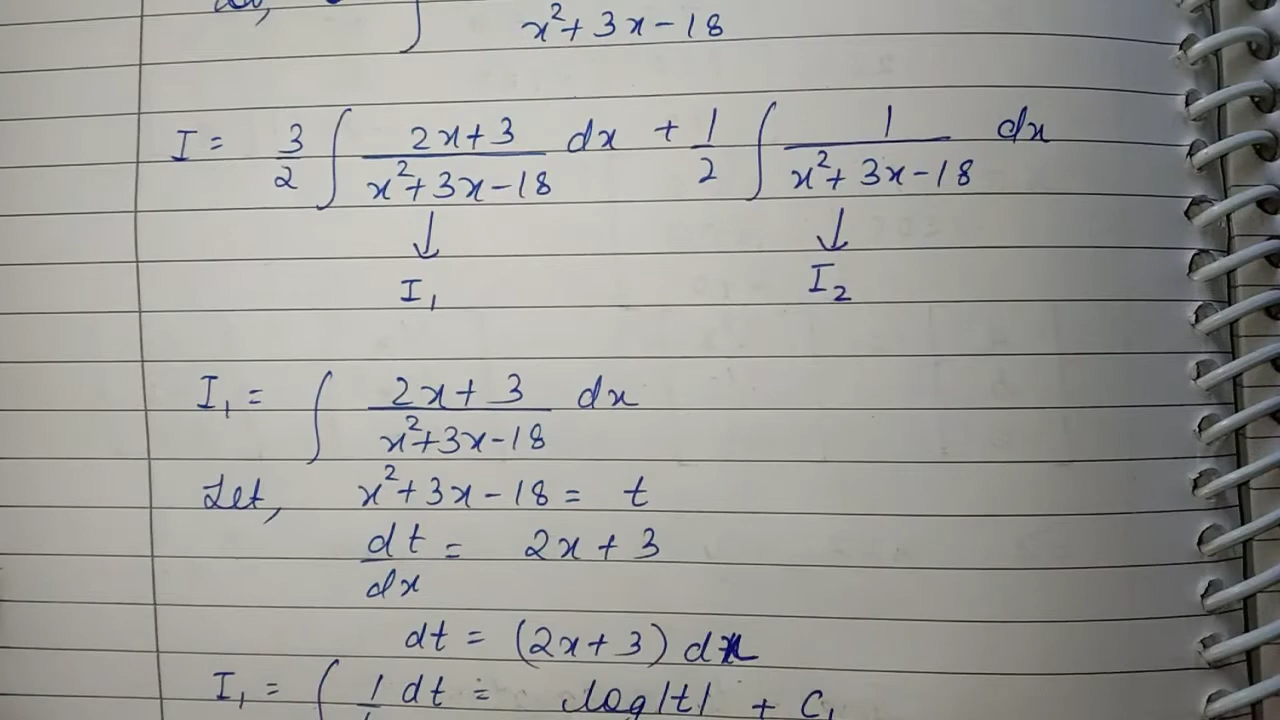 ∫ x²+3x-18
I = 3/2 ∫ (2x+3)/(x²+3x-18) dx + 1/2 ∫ 1/(x²+3x-18) dx
↓ ↓
I₁ I₂
I₁ = ∫ (2x+3)/(x²+3x-18) dx
Let, x²+3x-18 = t
dt/dx = 2x+3
dt = (2x+3) dx
I₁ = ∫ 1/t dt = log|t| + C₁